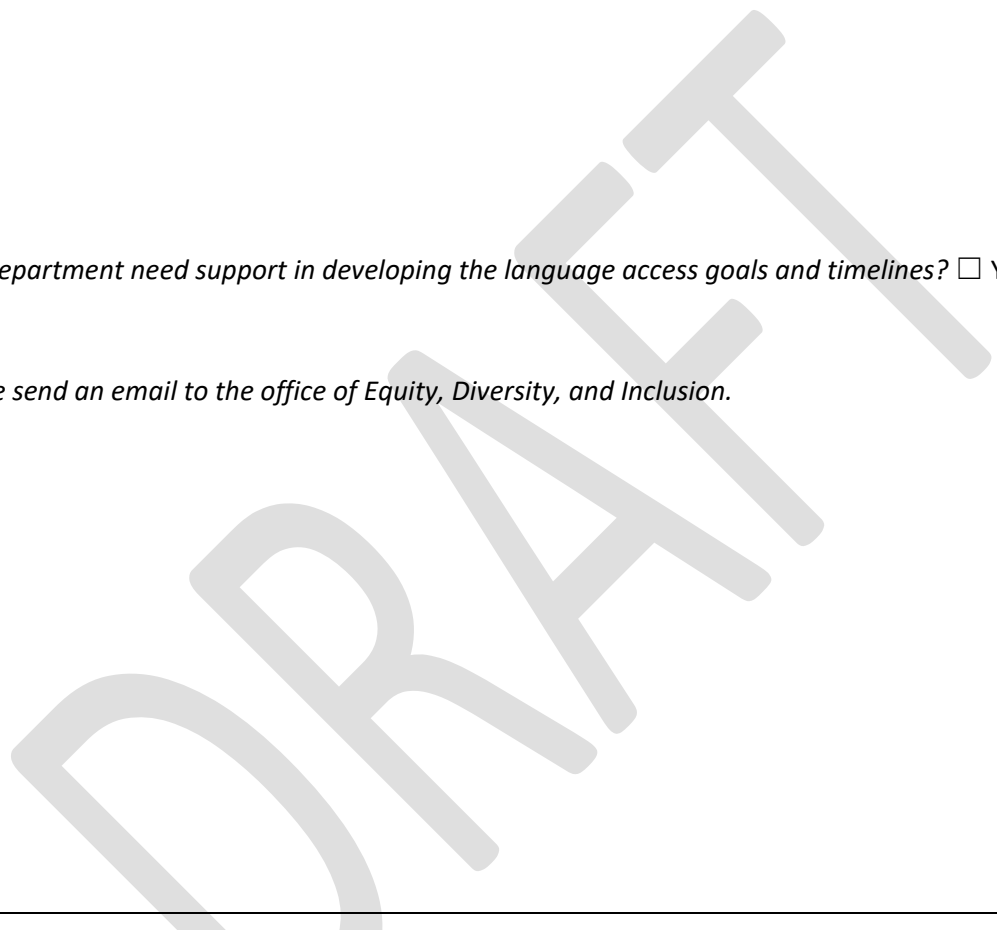 epartment need support in developing the language access goals and timelines? ☐ Y
e send an email to the office of Equity, Diversity, and Inclusion.
DRAFT